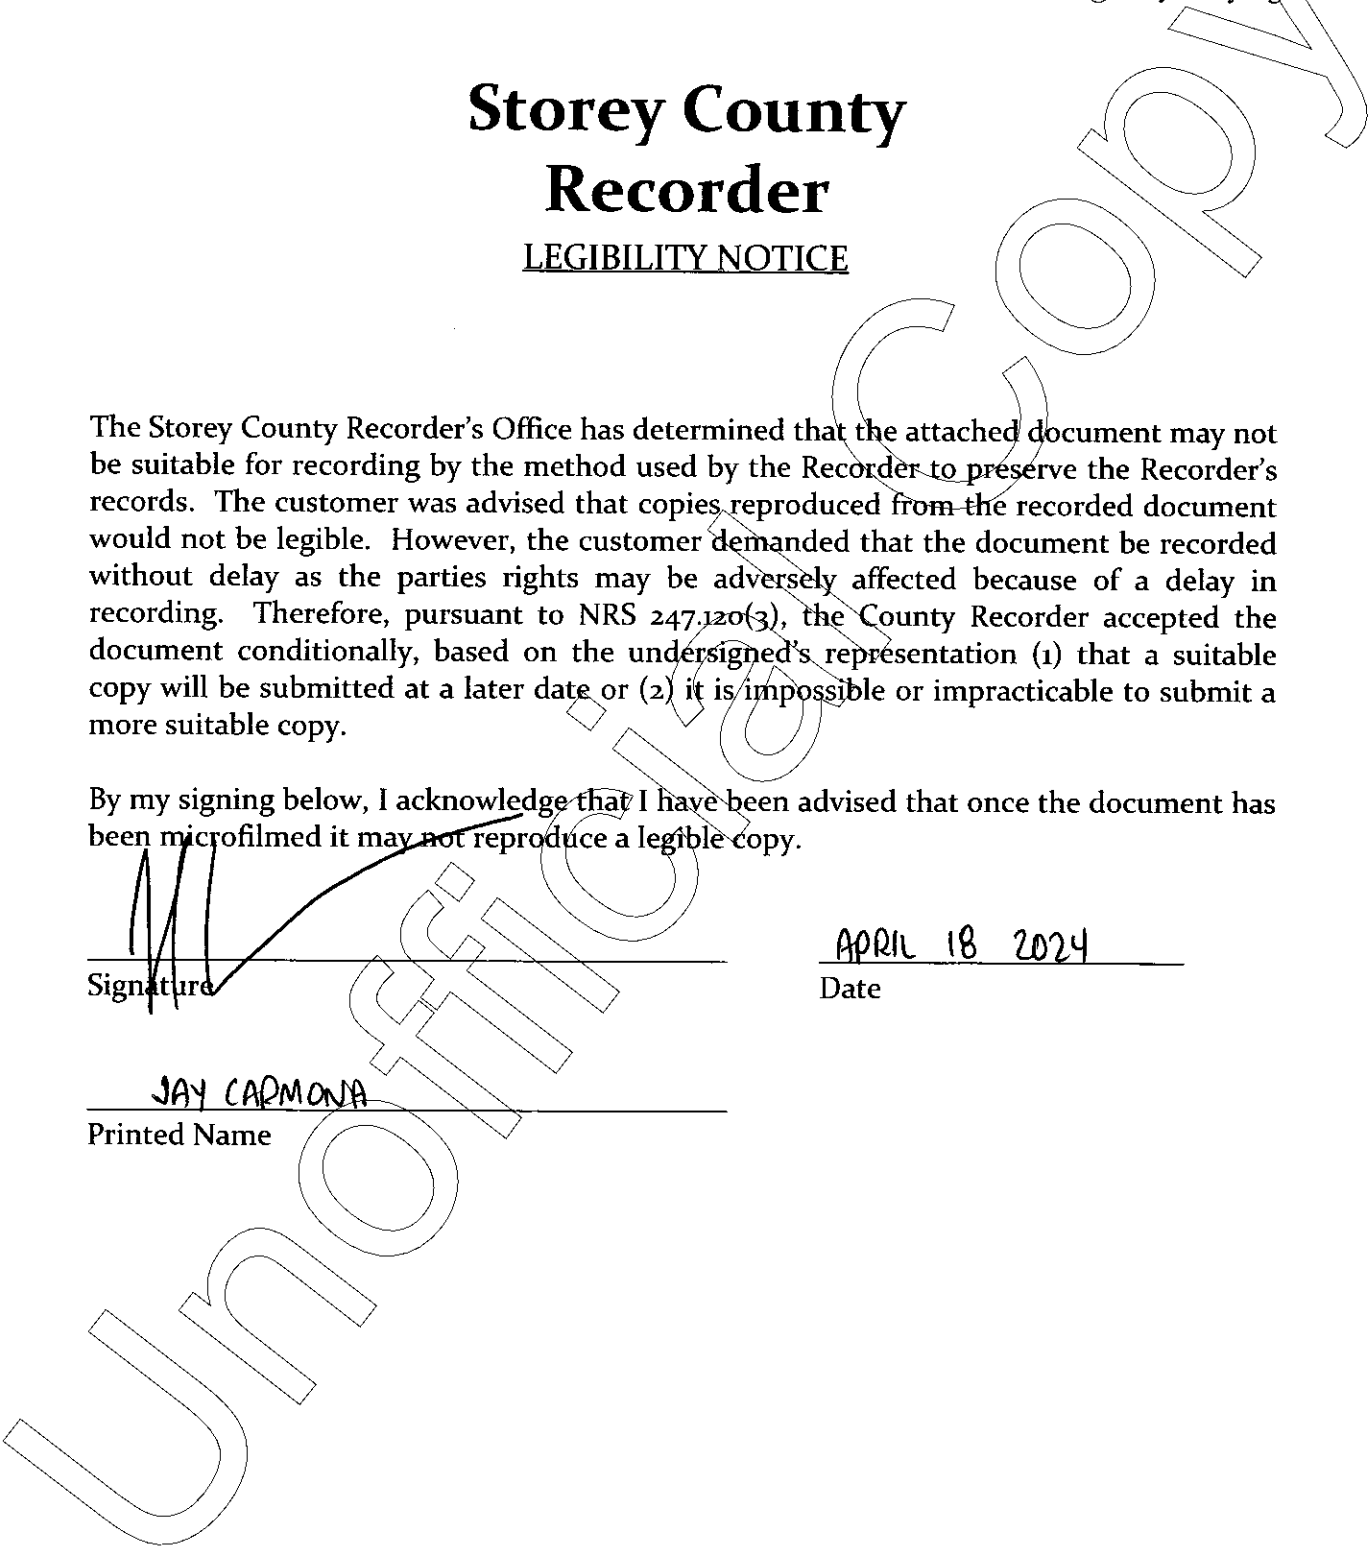 Storey County
Recorder
LEGIBILITY NOTICE
The Storey County Recorder's Office has determined that the attached document may not
be suitable for recording by the method used by the Recorder to preserve the Recorder's
records. The customer was advised that copies reproduced from the recorded document
would not be legible. However, the customer demanded that the document be recorded
without delay as the parties rights may be adversely affected because of a delay in
recording. Therefore, pursuant to NRS 247.120(3), the County Recorder accepted the
document conditionally, based on the undersigned's representation (1) that a suitable
copy will be submitted at a later date or (2) it is impossible or impracticable to submit a
more suitable copy.
By my signing below, I acknowledge that I have been advised that once the document has
been microfilmed it may not reproduce a legible copy.
APRIL 18 2024
Signature
Date
JAY CARMONA
Printed Name
Unofficial Copy